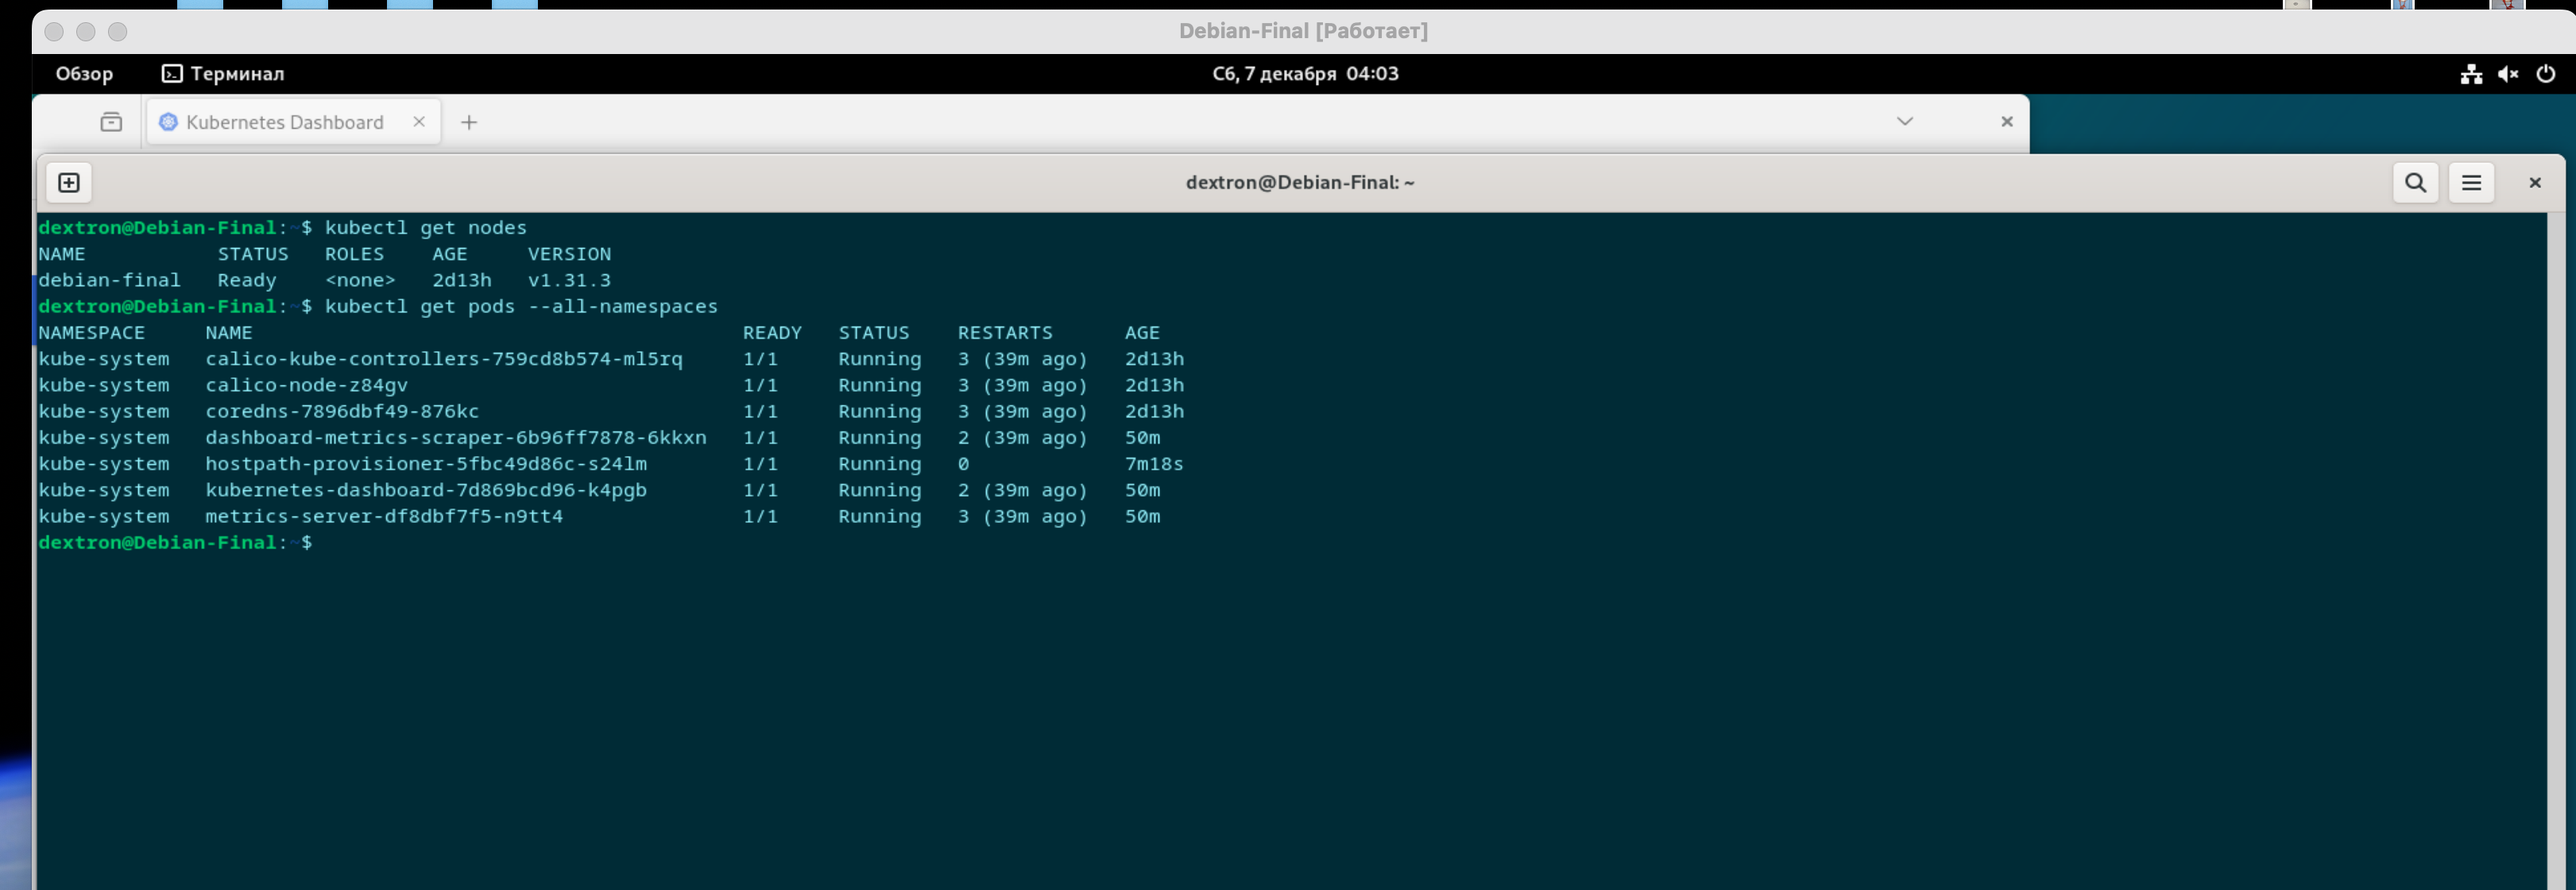 Debian-Final [Работает]
Обзор Терминал Сб, 7 декабря 04:03
Kubernetes Dashboard
dextron@Debian-Final: ~
dextron@Debian-Final:~$ kubectl get nodes
NAME STATUS ROLES AGE VERSION
debian-final Ready <none> 2d13h v1.31.3
dextron@Debian-Final:~$ kubectl get pods --all-namespaces
NAMESPACE NAME READY STATUS RESTARTS AGE
kube-system calico-kube-controllers-759cd8b574-ml5rq 1/1 Running 3 (39m ago) 2d13h
kube-system calico-node-z84gv 1/1 Running 3 (39m ago) 2d13h
kube-system coredns-7896dbf49-876kc 1/1 Running 3 (39m ago) 2d13h
kube-system dashboard-metrics-scraper-6b96ff7878-6kkxn 1/1 Running 2 (39m ago) 50m
kube-system hostpath-provisioner-5fbc49d86c-s24lm 1/1 Running 0 7m18s
kube-system kubernetes-dashboard-7d869bcd96-k4pgb 1/1 Running 2 (39m ago) 50m
kube-system metrics-server-df8dbf7f5-n9tt4 1/1 Running 3 (39m ago) 50m
dextron@Debian-Final:~$